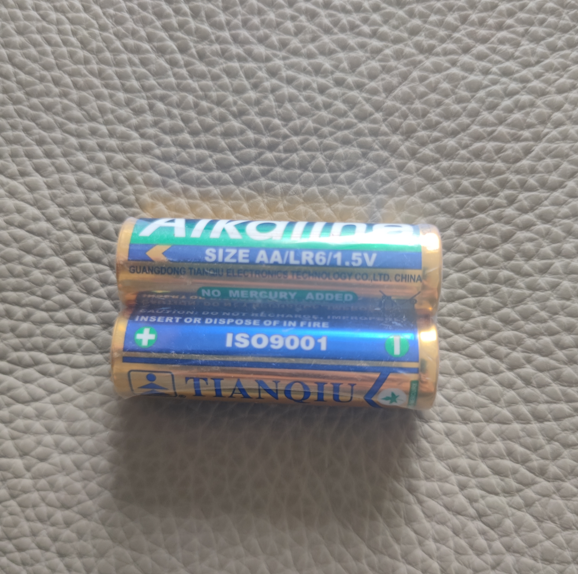 Alkaline
SIZE AA/LR6/1.5V
GUANGDONG TIANQIU ELECTRONICS TECHNOLOGY CO.,LTD. CHINA
NO MERCURY ADDED
CAUTION: DO NOT RECHARGE,
INSERT OR DISPOSE OF IN FIRE
ISO9001
TIANQIU